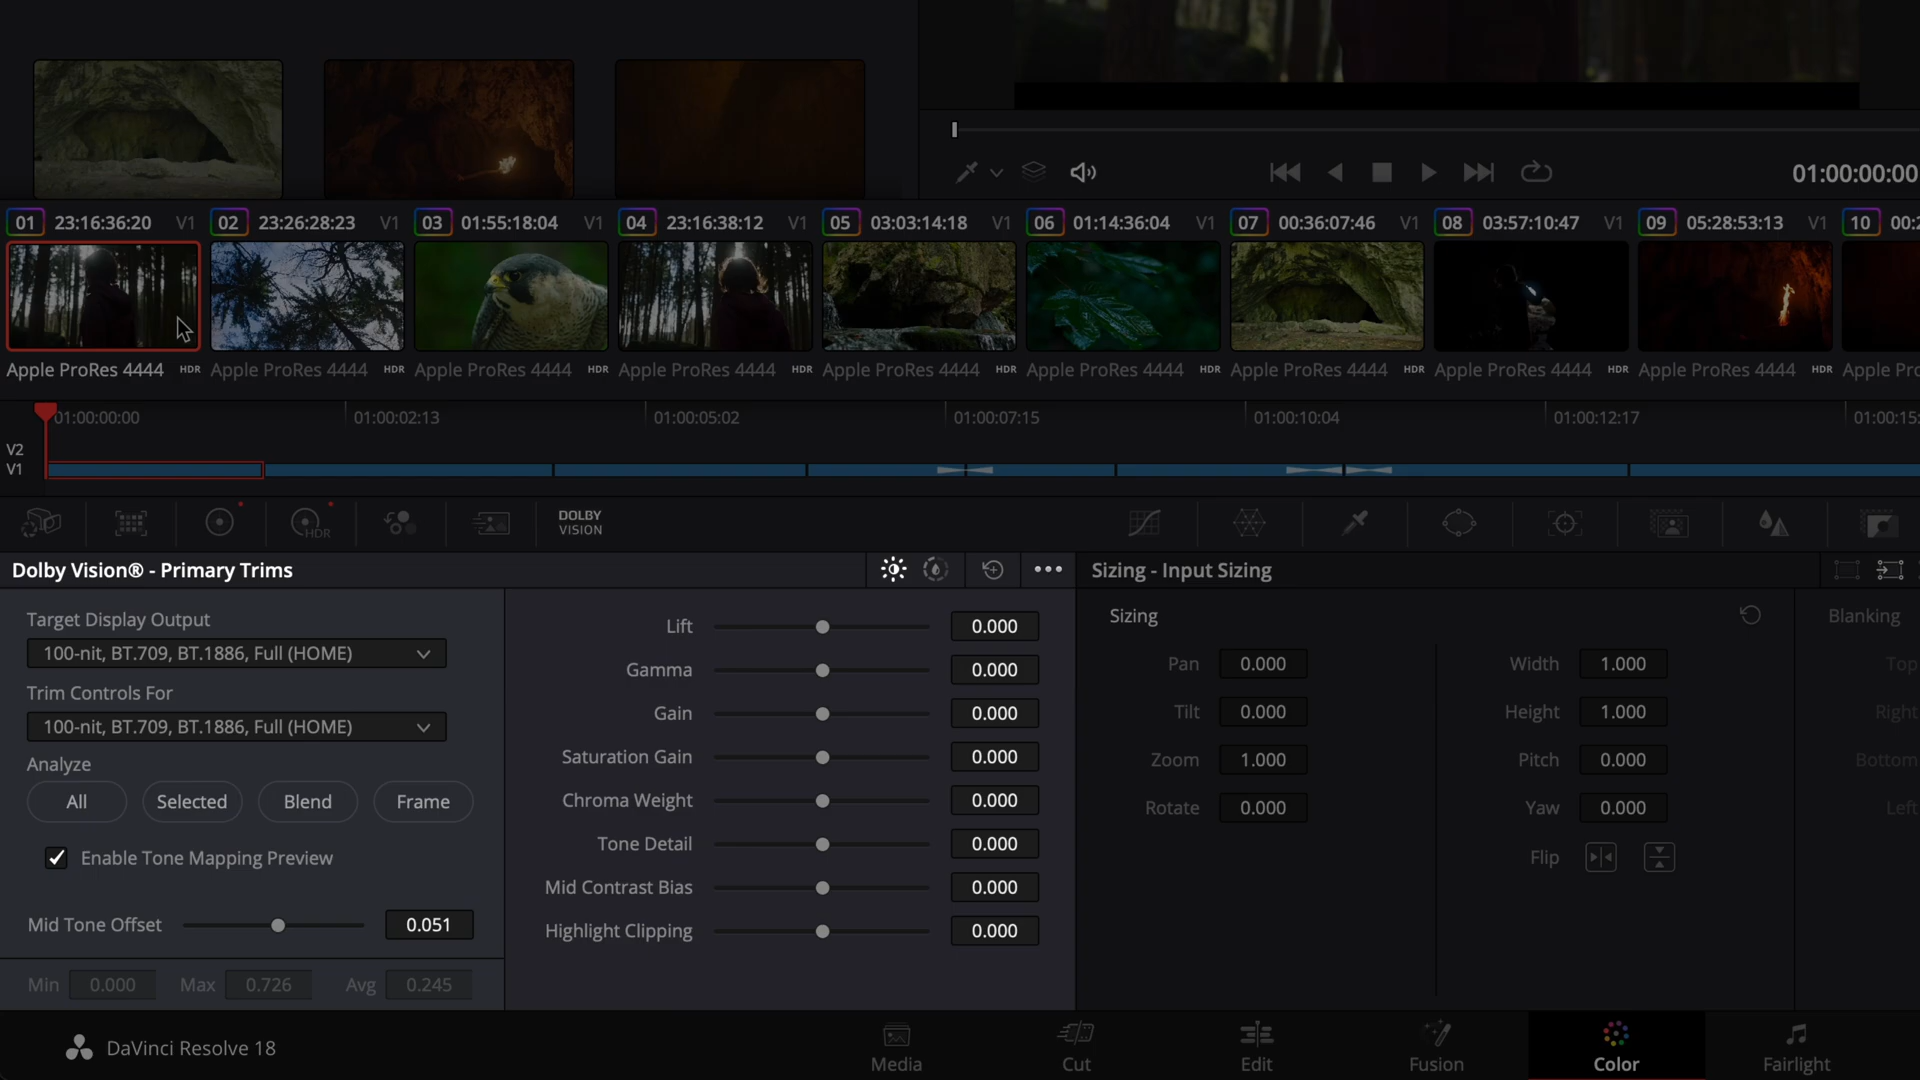 01:00:00:00
01 23:16:36:20 V1 02 23:26:28:23 V1 03 01:55:18:04 V1 04 23:16:38:12 V1 05 03:03:14:18 V1 06 01:14:36:04 V1 07 00:36:07:46 V1 08 03:57:10:47 V1 09 05:28:53:13 V1 10 00:2
Apple ProRes 4444 HDR Apple ProRes 4444 HDR Apple ProRes 4444 HDR Apple ProRes 4444 HDR Apple ProRes 4444 HDR Apple ProRes 4444 HDR Apple ProRes 4444 HDR Apple ProRes 4444 HDR Apple ProRes 4444 HDR Apple Pro
01:00:00:00 01:00:02:13 01:00:05:02 01:00:07:15 01:00:10:04 01:00:12:17 01:00:15:
V2
V1
HDR
DOLBY
VISION
Dolby Vision® - Primary Trims
Target Display Output
100-nit, BT.709, BT.1886, Full (HOME)
Trim Controls For
100-nit, BT.709, BT.1886, Full (HOME)
Analyze
All Selected Blend Frame
Enable Tone Mapping Preview
Mid Tone Offset 0.051
Min 0.000 Max 0.726 Avg 0.245
Lift 0.000
Gamma 0.000
Gain 0.000
Saturation Gain 0.000
Chroma Weight 0.000
Tone Detail 0.000
Mid Contrast Bias 0.000
Highlight Clipping 0.000
Sizing - Input Sizing
Sizing Blanking
Pan 0.000 Width 1.000 Top
Tilt 0.000 Height 1.000 Right
Zoom 1.000 Pitch 0.000 Bottom
Rotate 0.000 Yaw 0.000 Left
Flip
DaVinci Resolve 18
Media Cut Edit Fusion Color Fairlight